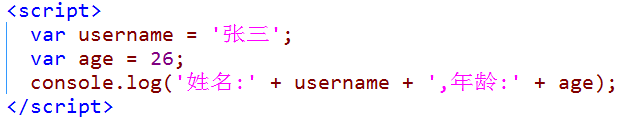 <script>
var username = '张三';
var age = 26;
console.log('姓名:' + username + ',年龄:' + age);
</script>